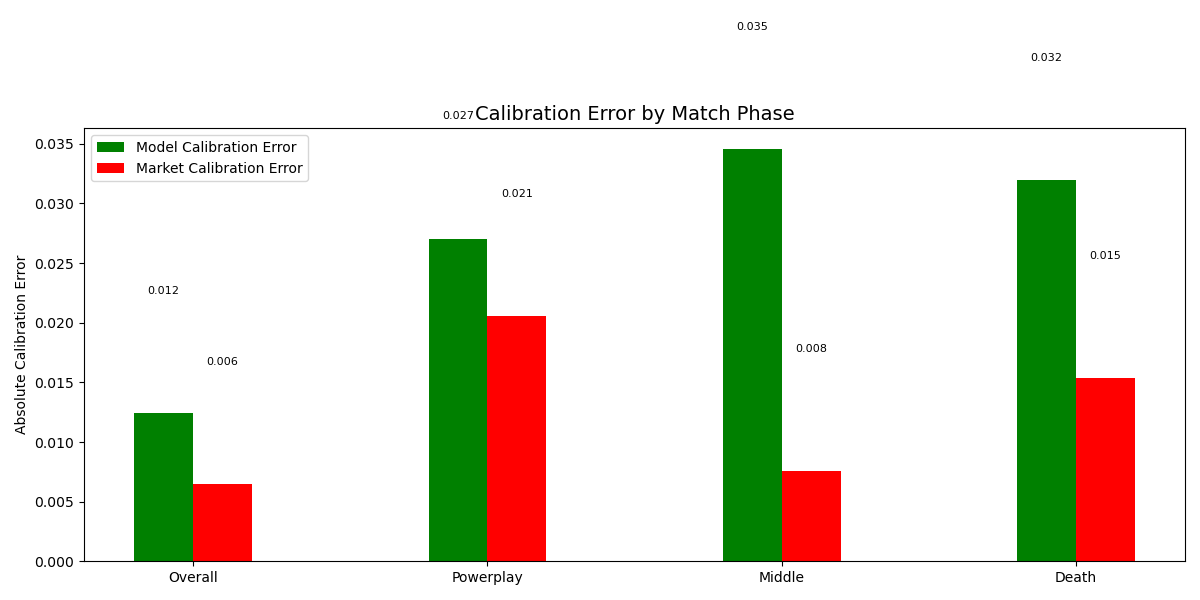 0.035
0.032
0.027
Calibration Error by Match Phase
Model Calibration Error
Market Calibration Error
0.035
0.030
0.025
0.020
0.015
0.010
0.005
0.000
Absolute Calibration Error
0.012
0.006
0.021
0.008
0.015
Overall
Powerplay
Middle
Death